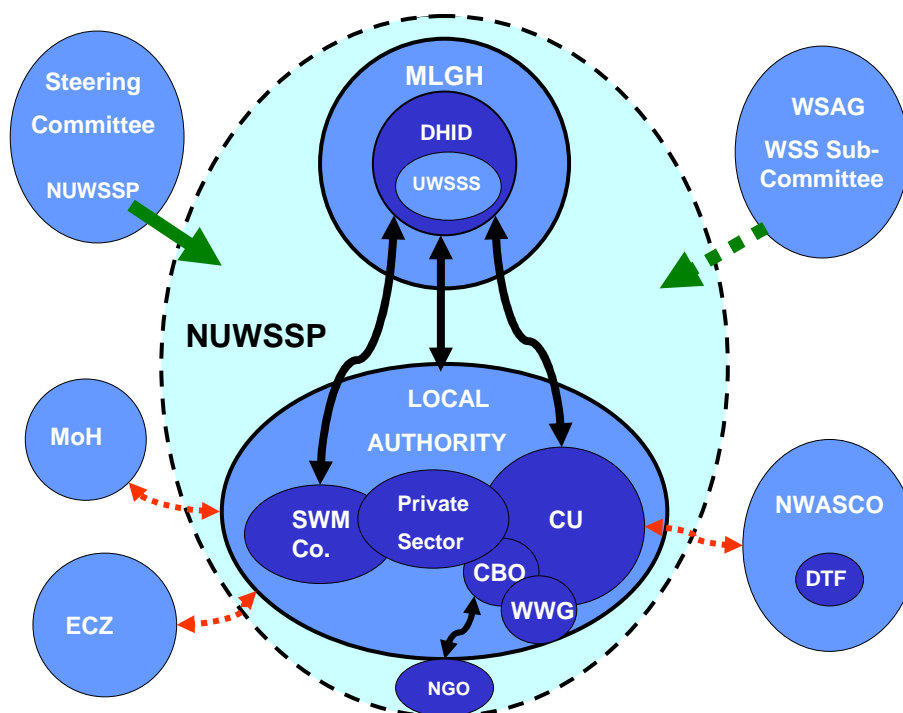 Steering
Committee
NUWSSP
MLGH
DHID
UWSSS
WSAG
WSS Sub-
Committee
NUWSSP
LOCAL
AUTHORITY
MoH
SWM
Co.
Private
Sector
CU
CBO
WWG
NWASCO
DTF
ECZ
NGO